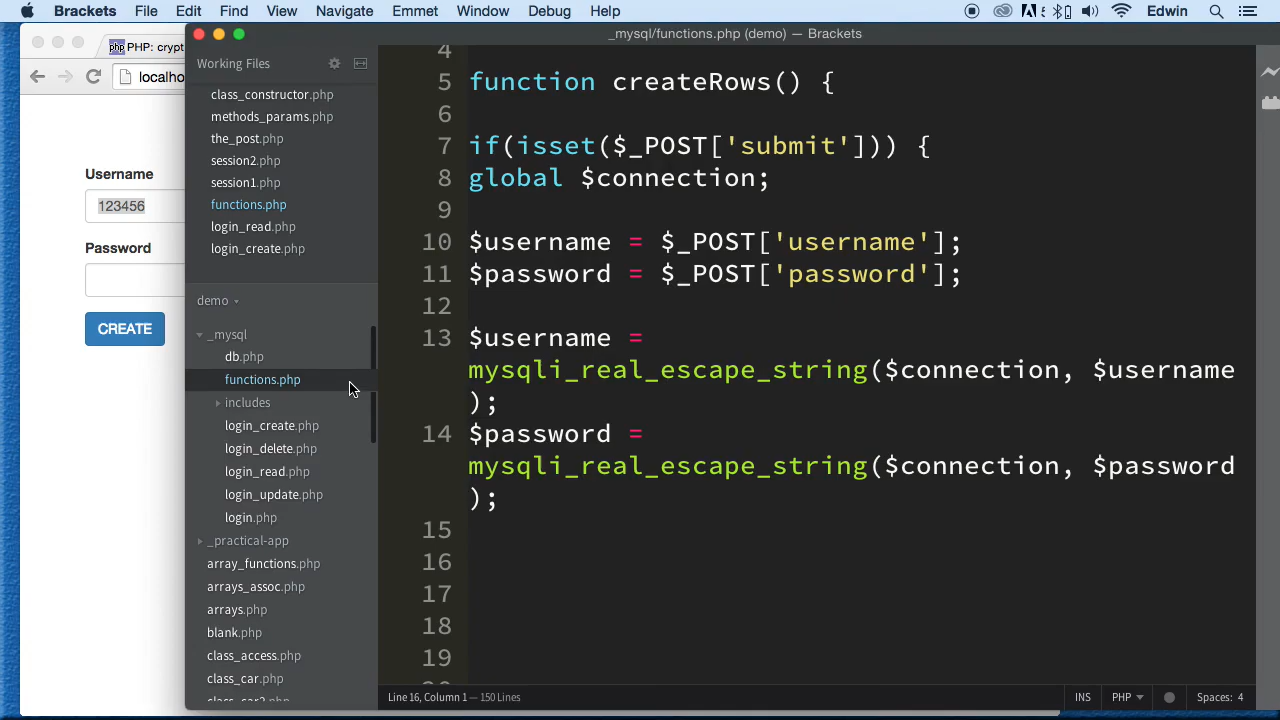 Brackets File Edit Find View Navigate Emmet Window Debug Help Edwin
_mysql/functions.php (demo) — Brackets
php PHP: crypt
localho
Username
123456
Password
CREATE
Working Files
class_constructor.php
methods_params.php
the_post.php
session2.php
session1.php
functions.php
login_read.php
login_create.php
demo
_mysql
db.php
functions.php
includes
login_create.php
login_delete.php
login_read.php
login_update.php
login.php
_practical-app
array_functions.php
arrays_assoc.php
arrays.php
blank.php
class_access.php
class_car.php
class_car2.php
4
5 function createRows() {
6
7 if(isset($_POST['submit'])) {
8 global $connection;
9
10 $username = $_POST['username'];
11 $password = $_POST['password'];
12
13 $username =
mysqli_real_escape_string($connection, $username
);
14 $password =
mysqli_real_escape_string($connection, $password
);
15
16
17
18
19
Line 16, Column 1 — 150 Lines
INS PHP Spaces: 4